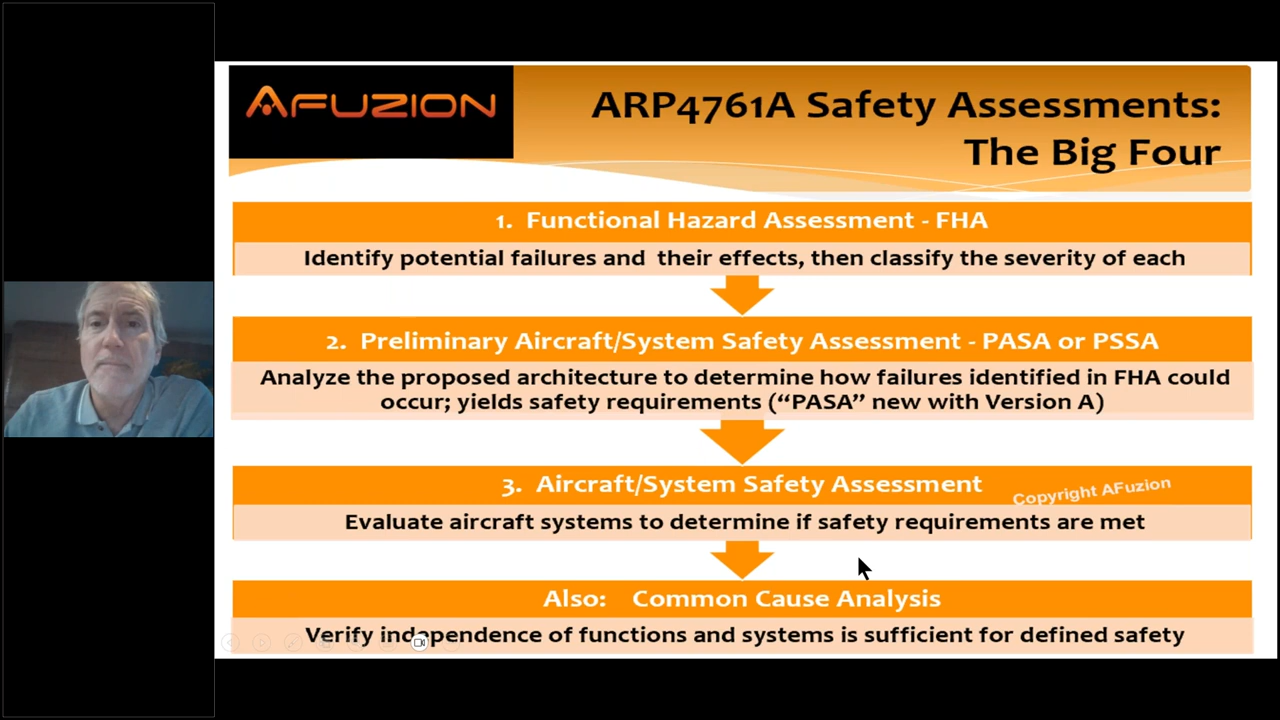 AFUZION
ARP4761A Safety Assessments:
The Big Four
1. Functional Hazard Assessment - FHA
Identify potential failures and their effects, then classify the severity of each
2. Preliminary Aircraft/System Safety Assessment - PASA or PSSA
Analyze the proposed architecture to determine how failures identified in FHA could
occur; yields safety requirements (“PASA” new with Version A)
3. Aircraft/System Safety Assessment
Copyright AFuzion
Evaluate aircraft systems to determine if safety requirements are met
Also: Common Cause Analysis
Verify independence of functions and systems is sufficient for defined safety